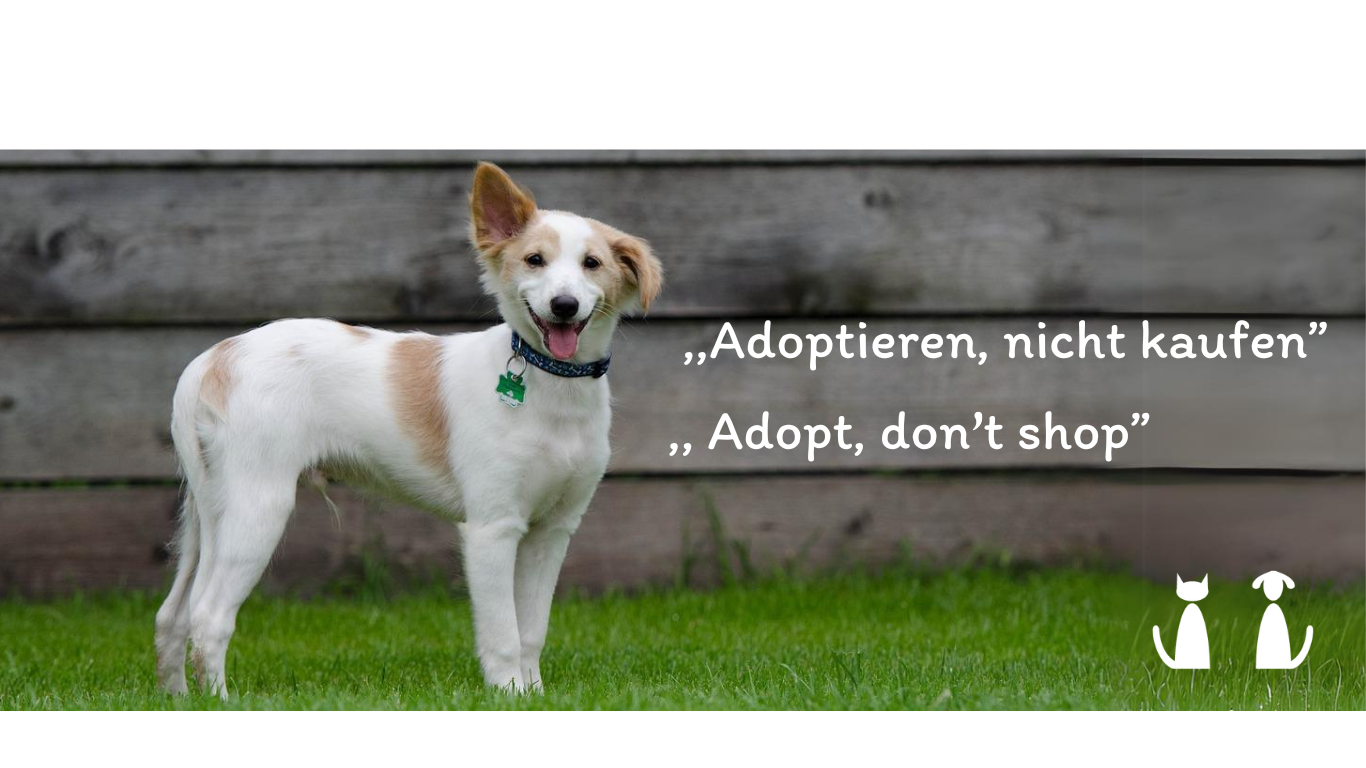 ,,Adoptieren, nicht kaufen”
,, Adopt, don’t shop”